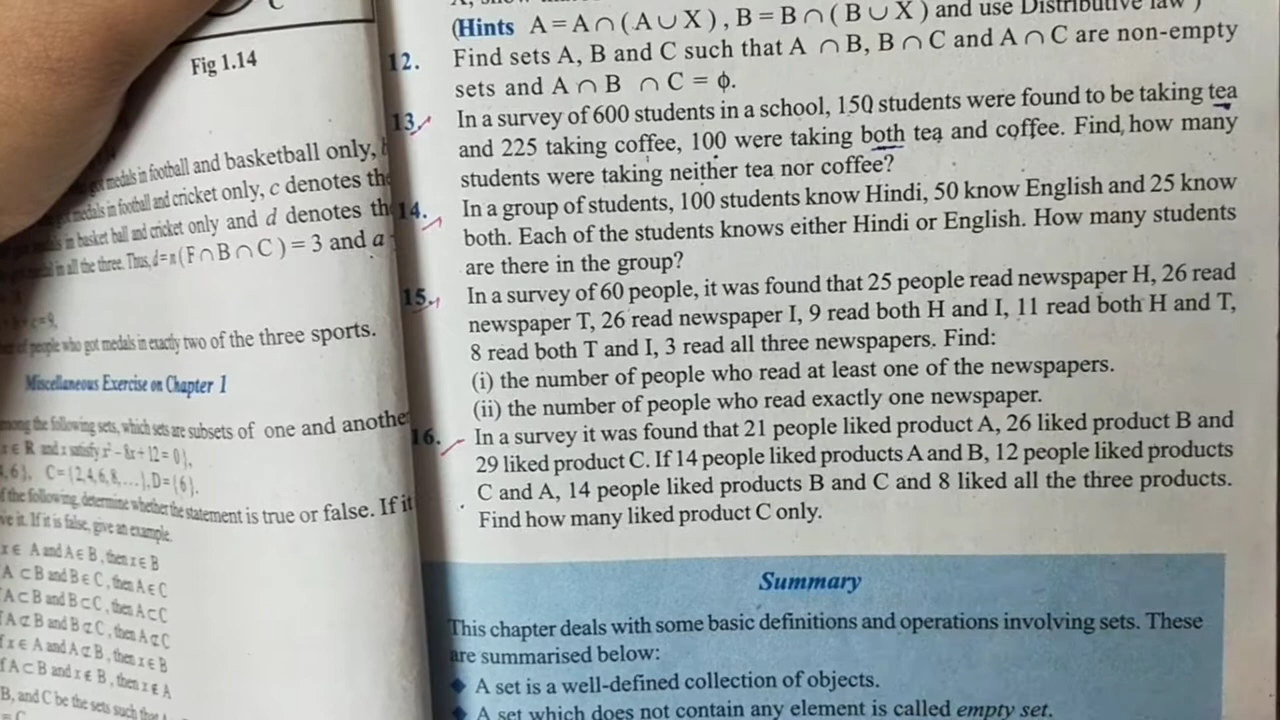 C
Fig 1.14
got medals in football and basketball only,
medals in football and cricket only, c denotes the
in basket ball and cricket only and d denotes th
in all the three. Thus, d = n (F ∩ B ∩ C) = 3 and a
people who got medals in exactly two of the three sports.
Miscellaneous Exercise on Chapter 1
among the following sets, which sets are subsets of one and another
x ∈ R and x satisfy x² – 8x + 12 = 0},
4, 6}, C = {2, 4, 6, 8, ...}, D = {6}.
the following, determine whether the statement is true or false. If it
it. If it is false, give an example.
x ∈ A and A ∈ B, then x ∈ B
A ⊂ B and B ∈ C, then A ∈ C
A ⊂ B and B ⊂ C, then A ⊂ C
A ⊄ B and B ⊄ C, then A ⊄ C
x ∈ A and A ⊄ B, then x ∈ B
A ⊂ B and x ∉ B, then x ∉ A
B, and C be the sets such that
(Hints A = A ∩ ( A ∪ X ) , B = B ∩ ( B ∪ X ) and use Distributive law )
12. Find sets A, B and C such that A ∩ B, B ∩ C and A ∩ C are non-empty
sets and A ∩ B ∩ C = ϕ.
13. In a survey of 600 students in a school, 150 students were found to be taking tea
and 225 taking coffee, 100 were taking both tea and coffee. Find how many
students were taking neither tea nor coffee?
14. In a group of students, 100 students know Hindi, 50 know English and 25 know
both. Each of the students knows either Hindi or English. How many students
are there in the group?
15. In a survey of 60 people, it was found that 25 people read newspaper H, 26 read
newspaper T, 26 read newspaper I, 9 read both H and I, 11 read both H and T,
8 read both T and I, 3 read all three newspapers. Find:
(i) the number of people who read at least one of the newspapers.
(ii) the number of people who read exactly one newspaper.
16. In a survey it was found that 21 people liked product A, 26 liked product B and
29 liked product C. If 14 people liked products A and B, 12 people liked products
C and A, 14 people liked products B and C and 8 liked all the three products.
Find how many liked product C only.
Summary
This chapter deals with some basic definitions and operations involving sets. These
are summarised below:
◆ A set is a well-defined collection of objects.
◆ A set which does not contain any element is called empty set.